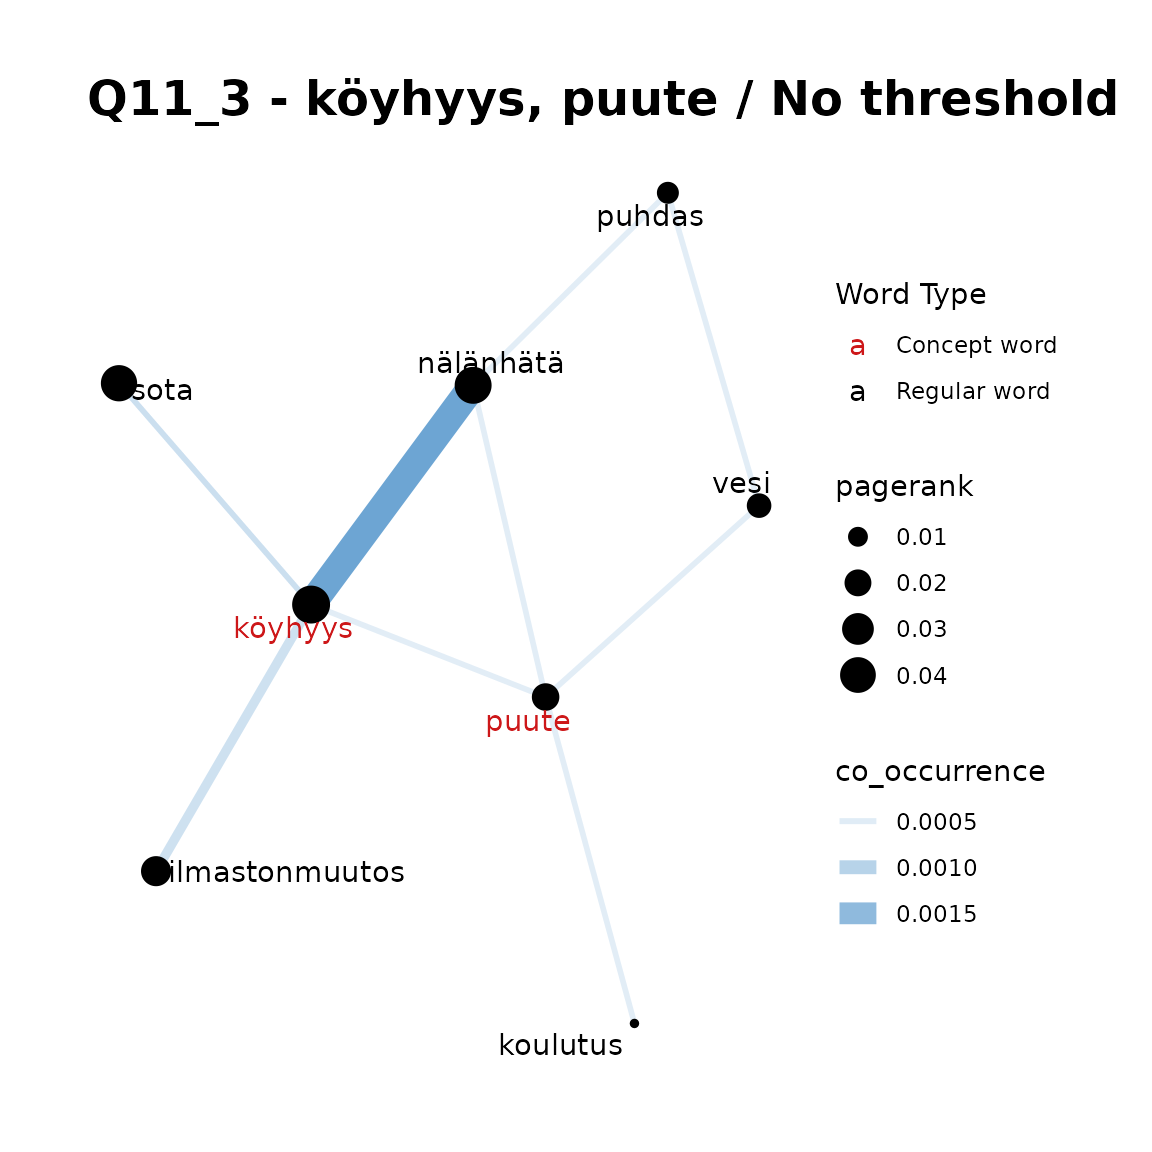 Q11_3 - köyhyys, puute / No threshold
puhdas
nälänhätä
sota
vesi
köyhyys
puute
ilmastonmuutos
koulutus
Word Type
a Concept word
a Regular word
pagerank
0.01
0.02
0.03
0.04
co_occurrence
0.0005
0.0010
0.0015